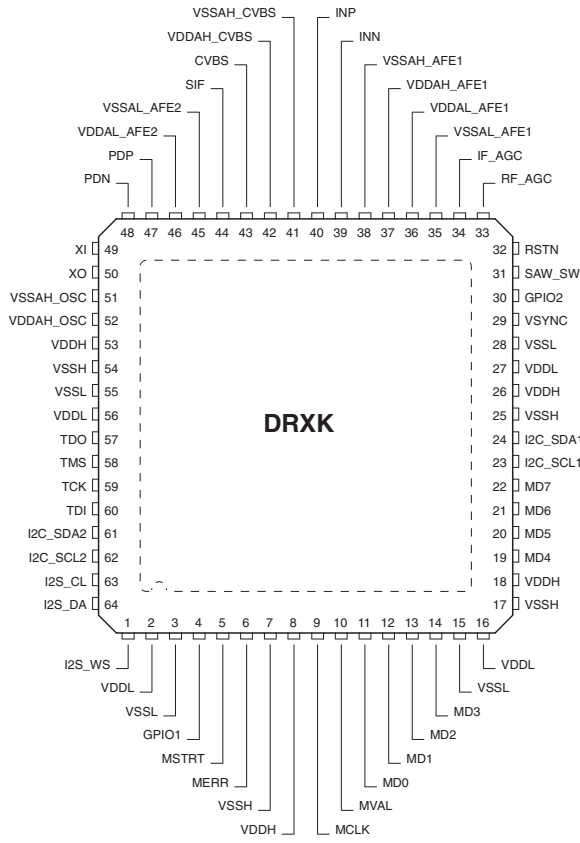 VSSAH_CVBS
INP
VDDAH_CVBS
INN
CVBS
VSSAH_AFE1
SIF
VDDAH_AFE1
VSSAL_AFE2
VDDAL_AFE1
VDDAL_AFE2
VSSAL_AFE1
PDP
IF_AGC
PDN
RF_AGC
48 47 46 45 44 43 42 41 40 39 38 37 36 35 34 33
XI 49
32 RSTN
XO 50
31 SAW_SW
VSSAH_OSC 51
30 GPIO2
VDDAH_OSC 52
29 VSYNC
VDDH 53
28 VSSL
VSSH 54
27 VDDL
VSSL 55
26 VDDH
VDDL 56
25 VSSH
DRXK
TDO 57
24 I2C_SDA1
TMS 58
23 I2C_SCL1
TCK 59
22 MD7
TDI 60
21 MD6
I2C_SDA2 61
20 MD5
I2C_SCL2 62
19 MD4
I2S_CL 63
18 VDDH
I2S_DA 64
17 VSSH
1 2 3 4 5 6 7 8 9 10 11 12 13 14 15 16
I2S_WS
VDDL
VDDL
VSSL
VSSL
MD3
GPIO1
MD2
MSTRT
MD1
MERR
MD0
VSSH
MVAL
VDDH
MCLK